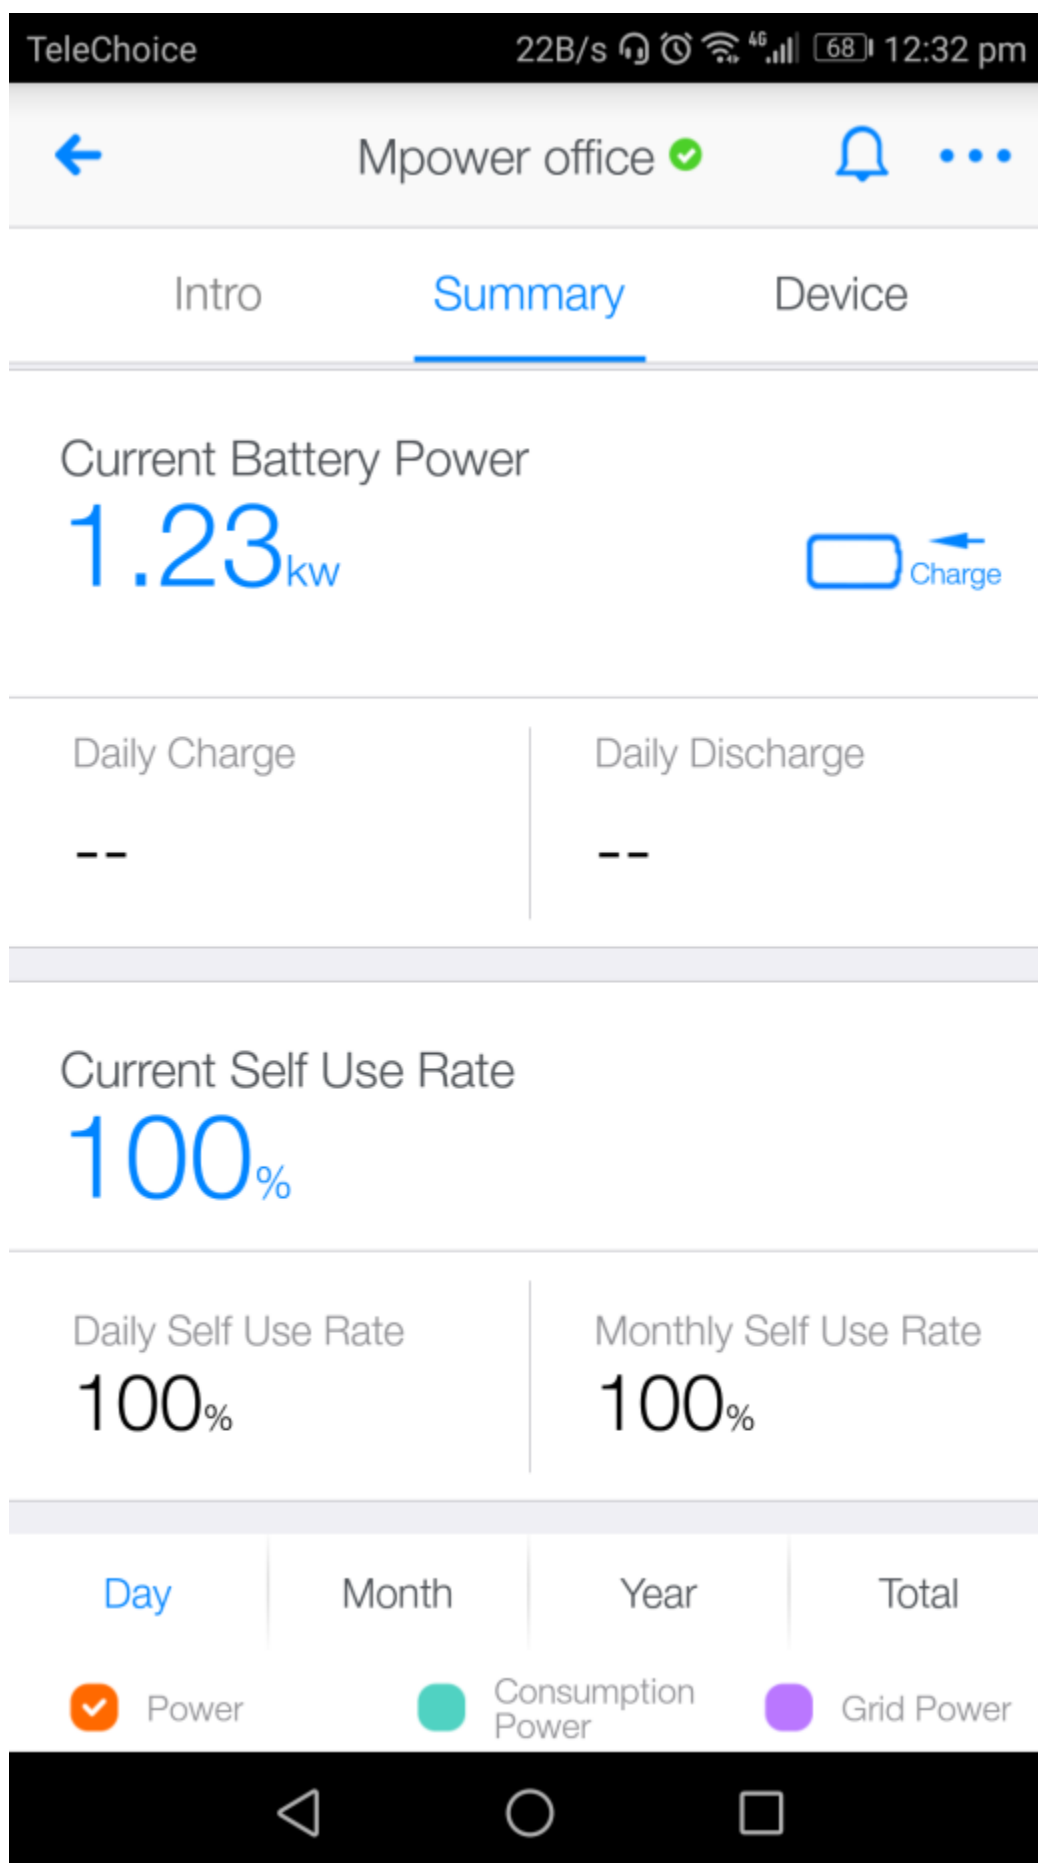 TeleChoice 22B/s 4G 68 12:32 pm
Mpower office
Intro Summary Device
Current Battery Power
1.23kw
Charge
Daily Charge Daily Discharge
-- --
Current Self Use Rate
100%
Daily Self Use Rate Monthly Self Use Rate
100% 100%
Day Month Year Total
Power Consumption Power Grid Power